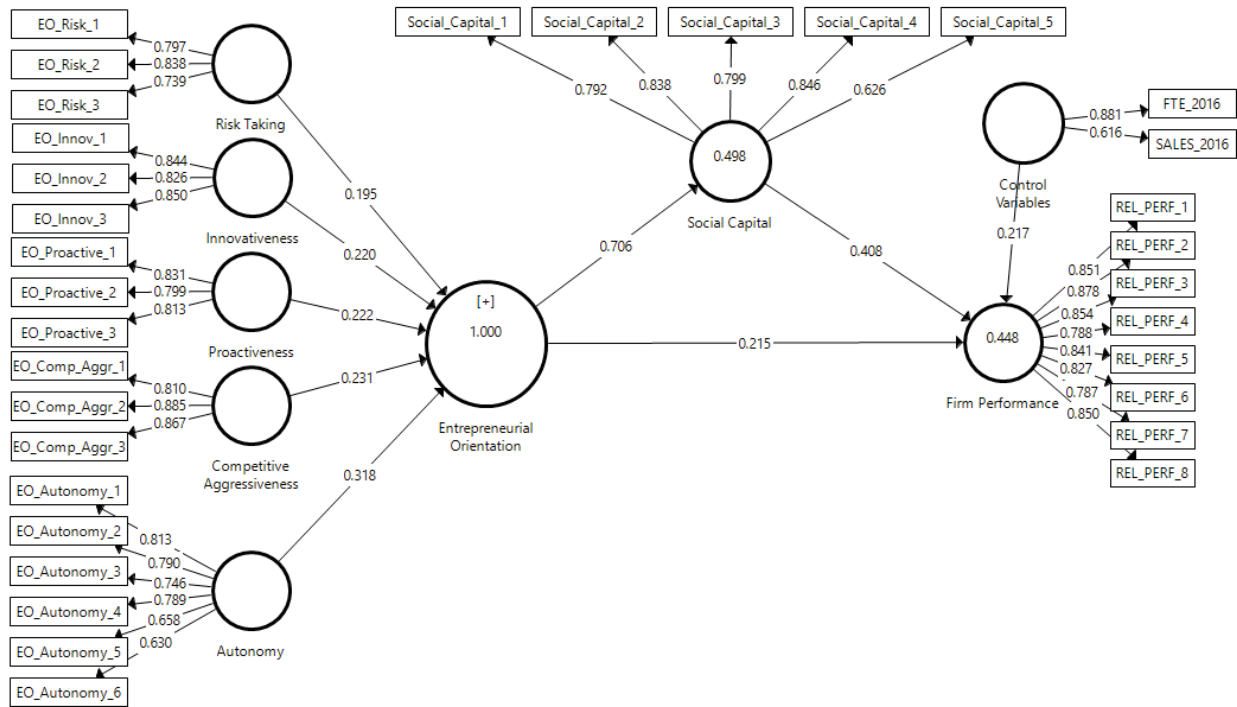 EO_Risk_1
EO_Risk_2
EO_Risk_3
0.797
0.838
0.739
Risk Taking
EO_Innov_1
EO_Innov_2
EO_Innov_3
0.844
0.826
0.850
Innovativeness
EO_Proactive_1
EO_Proactive_2
EO_Proactive_3
0.831
0.799
0.813
Proactiveness
EO_Comp_Aggr_1
EO_Comp_Aggr_2
EO_Comp_Aggr_3
0.810
0.885
0.867
Competitive
Aggressiveness
EO_Autonomy_1
EO_Autonomy_2
EO_Autonomy_3
EO_Autonomy_4
EO_Autonomy_5
EO_Autonomy_6
0.813
0.790
0.746
0.789
0.658
0.630
Autonomy
0.195
0.220
0.222
0.231
0.318
[+]
1.000
Entrepreneurial
Orientation
0.706
0.215
Social_Capital_1
Social_Capital_2
Social_Capital_3
Social_Capital_4
Social_Capital_5
0.792
0.838
0.799
0.846
0.626
0.498
Social Capital
0.408
FTE_2016
SALES_2016
0.881
0.616
Control
Variables
0.217
0.448
Firm Performance
REL_PERF_1
REL_PERF_2
REL_PERF_3
REL_PERF_4
REL_PERF_5
REL_PERF_6
REL_PERF_7
REL_PERF_8
0.851
0.878
0.854
0.788
0.841
0.827
0.787
0.850